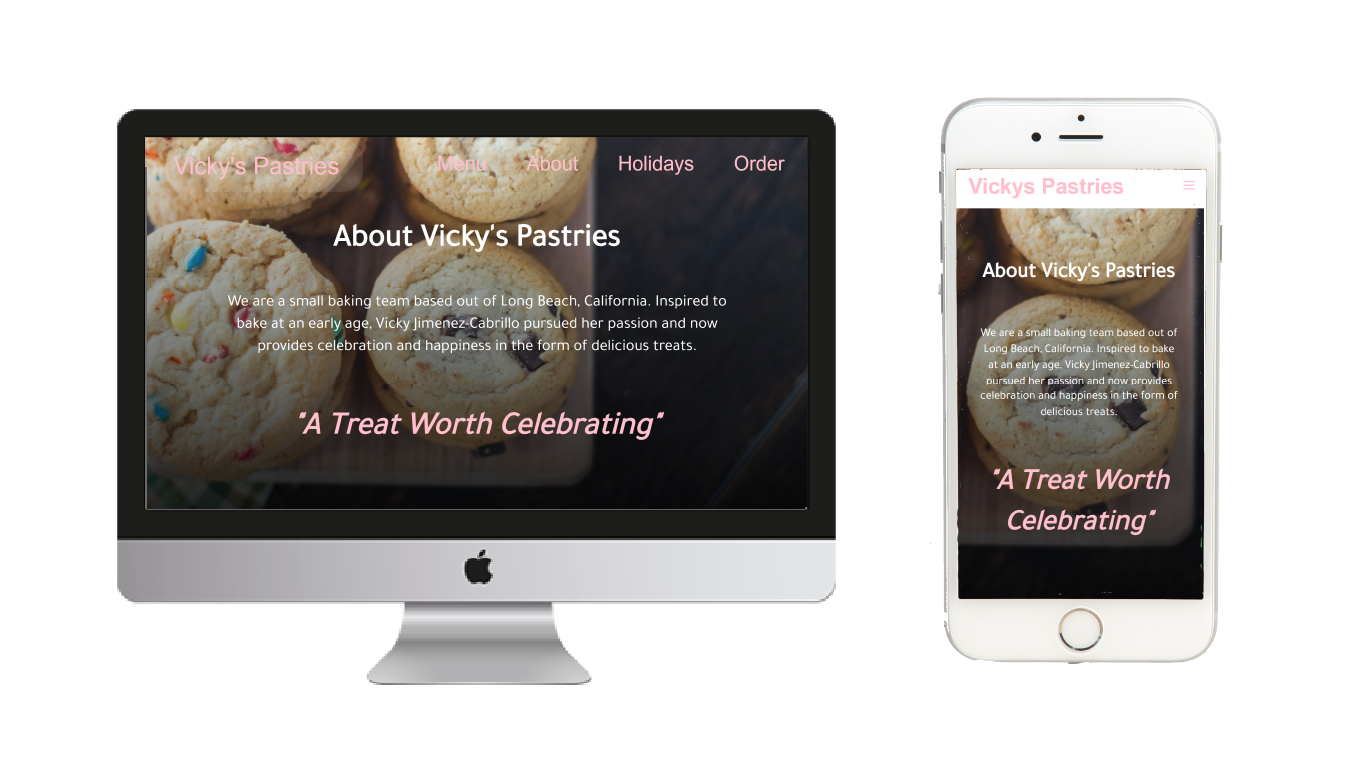 Vicky's Pastries Menu About Holidays Order
About Vicky's Pastries
We are a small baking team based out of Long Beach, California. Inspired to
bake at an early age, Vicky Jimenez-Cabrillo pursued her passion and now
provides celebration and happiness in the form of delicious treats.
"A Treat Worth Celebrating"
Vickys Pastries
About Vicky's Pastries
We are a small baking team based out of
Long Beach, California. Inspired to bake
at an early age, Vicky Jimenez-Cabrillo
pursued her passion and now provides
celebration and happiness in the form of
delicious treats.
"A Treat Worth
Celebrating"